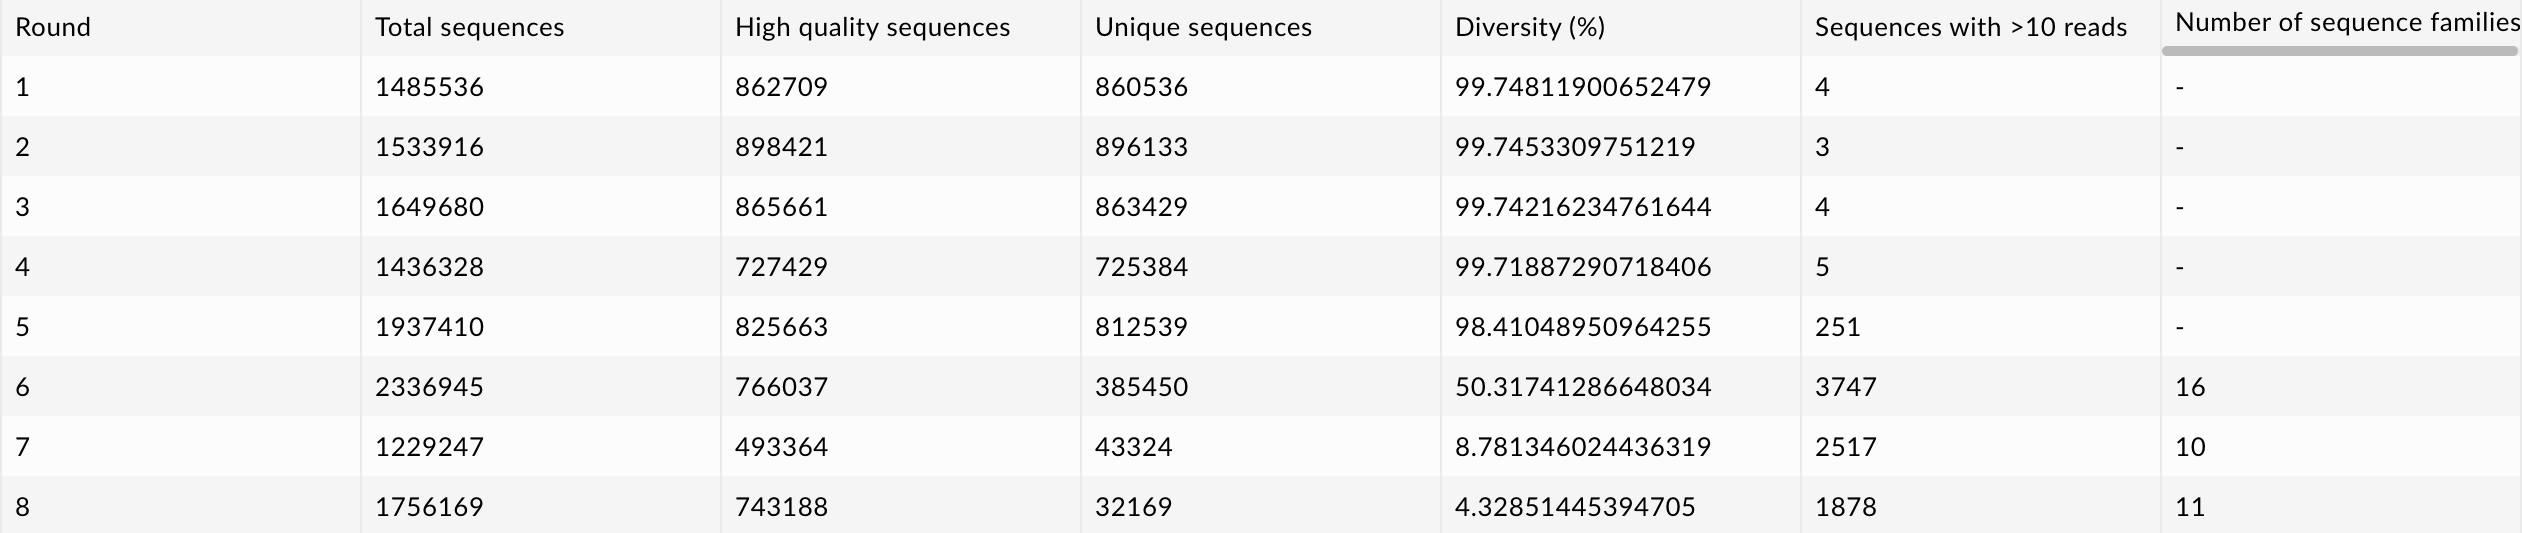 Round Total sequences High quality sequences Unique sequences Diversity (%) Sequences with >10 reads Number of sequence families
1 1485536 862709 860536 99.74811900652479 4 -
2 1533916 898421 896133 99.7453309751219 3 -
3 1649680 865661 863429 99.74216234761644 4 -
4 1436328 727429 725384 99.71887290718406 5 -
5 1937410 825663 812539 98.41048950964255 251 -
6 2336945 766037 385450 50.31741286648034 3747 16
7 1229247 493364 43324 8.781346024436319 2517 10
8 1756169 743188 32169 4.32851445394705 1878 11